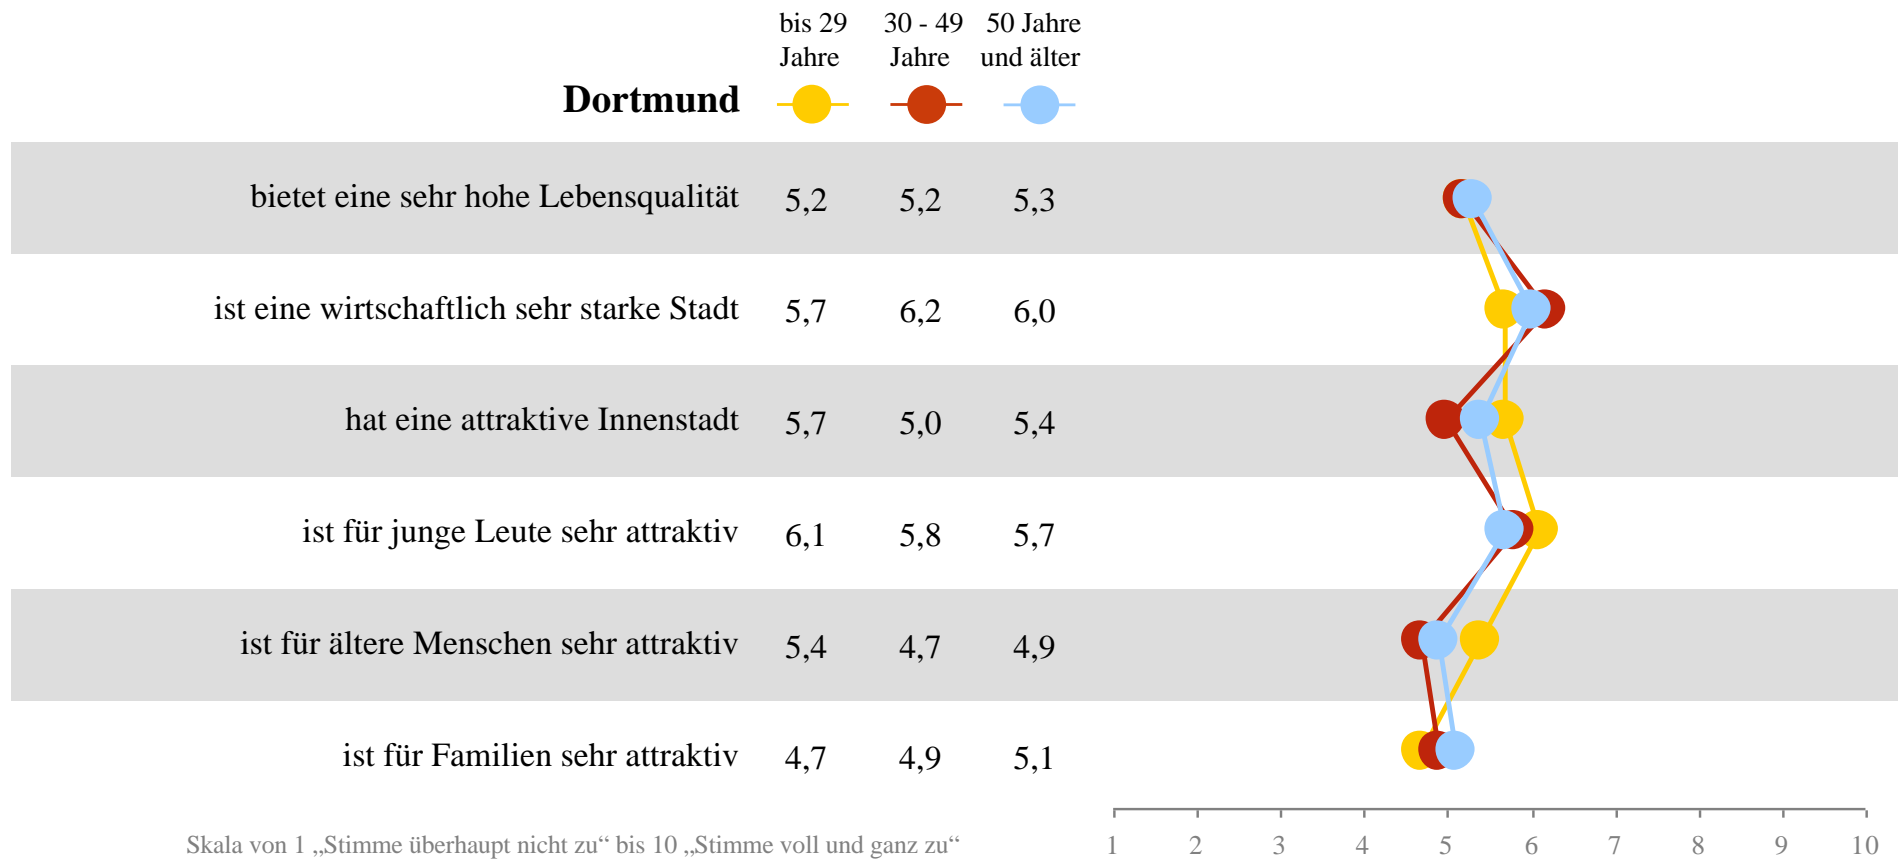 bis 29 30 - 49 50 Jahre
Jahre Jahre und älter
Dortmund
bietet eine sehr hohe Lebensqualität 5,2 5,2 5,3
ist eine wirtschaftlich sehr starke Stadt 5,7 6,2 6,0
hat eine attraktive Innenstadt 5,7 5,0 5,4
ist für junge Leute sehr attraktiv 6,1 5,8 5,7
ist für ältere Menschen sehr attraktiv 5,4 4,7 4,9
ist für Familien sehr attraktiv 4,7 4,9 5,1
Skala von 1 „Stimme überhaupt nicht zu“ bis 10 „Stimme voll und ganz zu“ 1 2 3 4 5 6 7 8 9 10